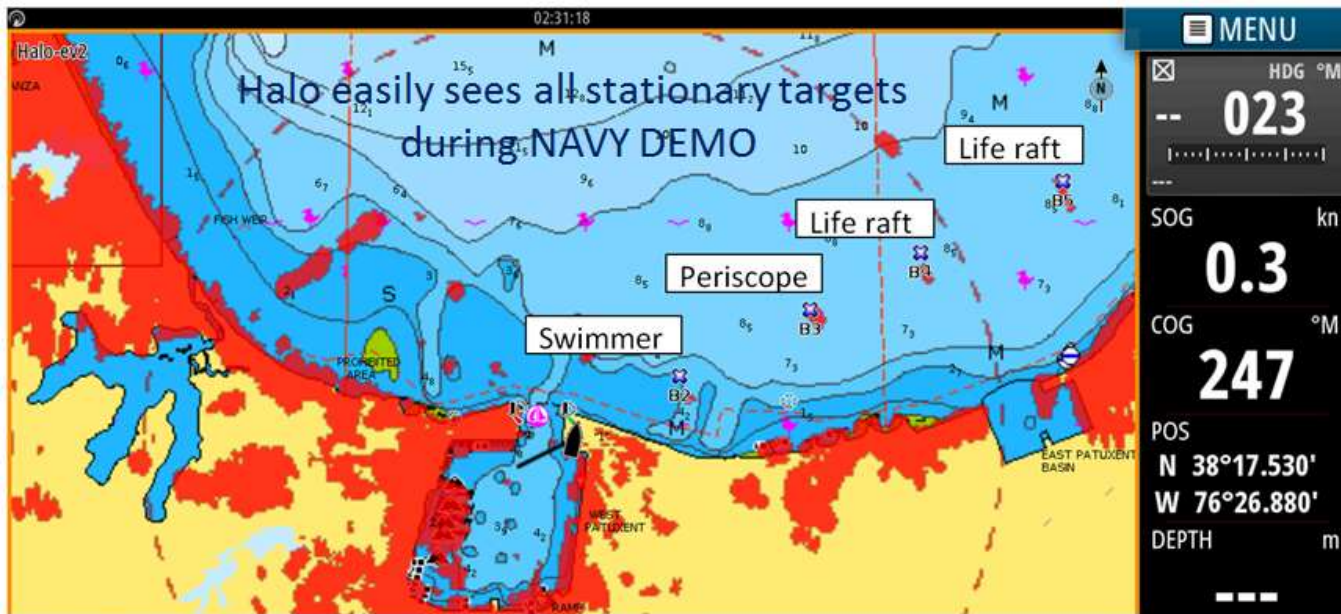 02:31:18
MENU
Halo-ev2
ANZA
M
HDG °M
-- 023
---
Halo easily sees all stationary targets
during NAVY DEMO
N
M
Life raft
B5
Life raft
B4
Periscope
B3
Swimmer
B2
FISH WEIR
S
PROHIBITED
AREA
M
M
EAST PATUXENT
BASIN
WEST
PATUXENT
RAMP
SOG kn
0.3
COG °M
247
POS
N 38°17.530'
W 76°26.880'
DEPTH m
---